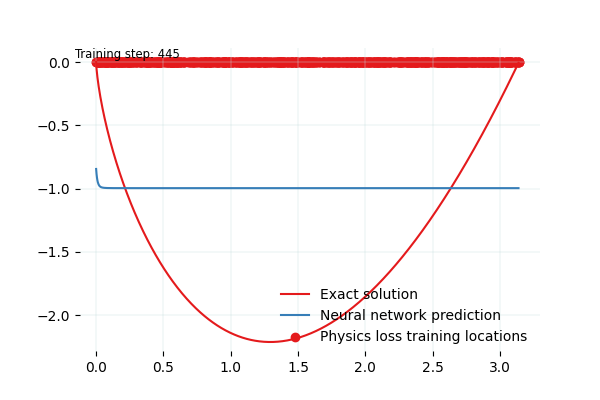 Training step: 445
0.0
−0.5
−1.0
−1.5
−2.0
Exact solution
Neural network prediction
Physics loss training locations
0.0 0.5 1.0 1.5 2.0 2.5 3.0